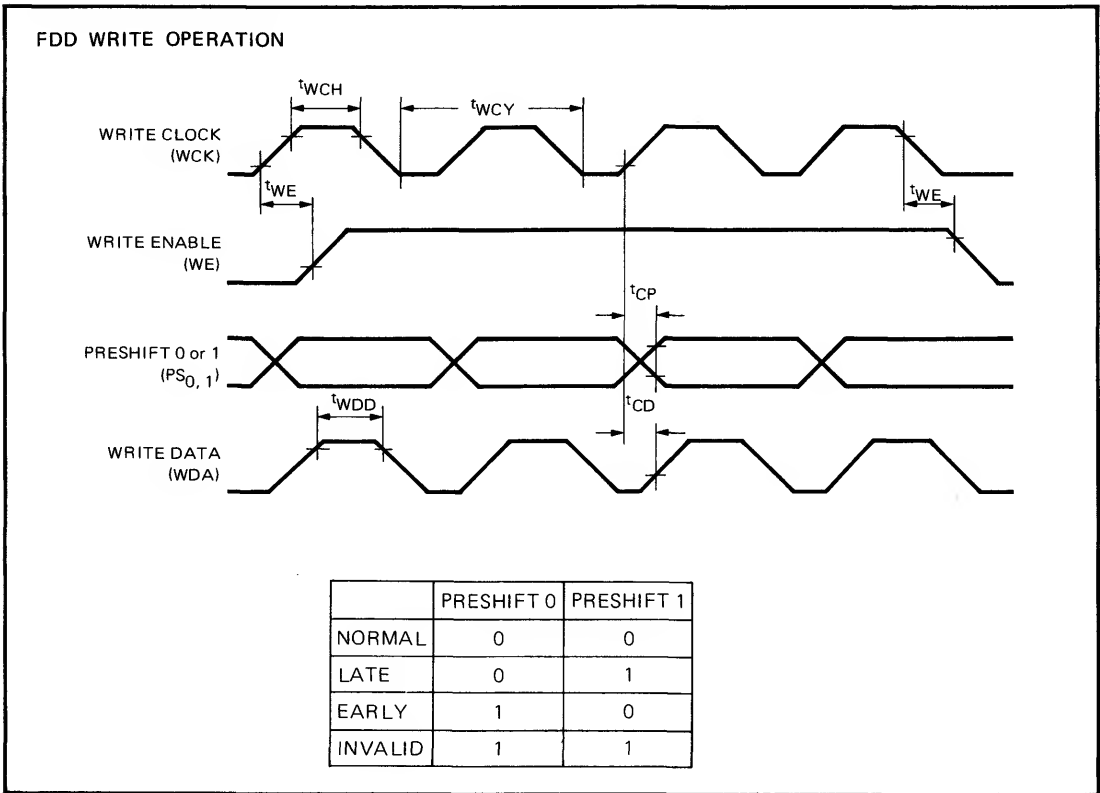 FDD WRITE OPERATION
tWCH
tWCY
WRITE CLOCK
(WCK)
tWE
tWE
WRITE ENABLE
(WE)
tCP
PRESHIFT 0 or 1
(PS0, 1)
tWDD
tCD
WRITE DATA
(WDA)
PRESHIFT 0 PRESHIFT 1
NORMAL 0 0
LATE 0 1
EARLY 1 0
INVALID 1 1